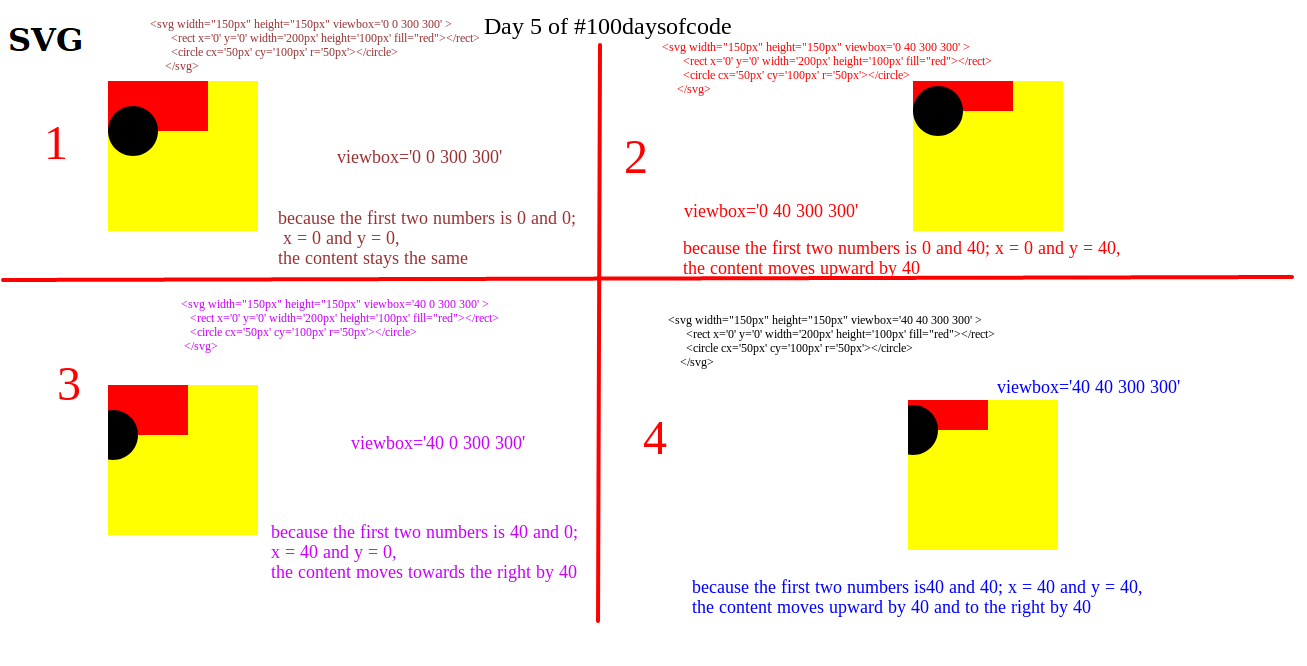 SVG
Day 5 of #100daysofcode
<svg width="150px" height="150px" viewbox='0 0 300 300' >
<rect x='0' y='0' width='200px' height='100px' fill="red"></rect>
<circle cx='50px' cy='100px' r='50px'></circle>
</svg>
1
viewbox='0 0 300 300'
because the first two numbers is 0 and 0;
x = 0 and y = 0,
the content stays the same
<svg width="150px" height="150px" viewbox='0 40 300 300' >
<rect x='0' y='0' width='200px' height='100px' fill="red"></rect>
<circle cx='50px' cy='100px' r='50px'></circle>
</svg>
2
viewbox='0 40 300 300'
because the first two numbers is 0 and 40; x = 0 and y = 40,
the content moves upward by 40
<svg width="150px" height="150px" viewbox='40 0 300 300' >
<rect x='0' y='0' width='200px' height='100px' fill="red"></rect>
<circle cx='50px' cy='100px' r='50px'></circle>
</svg>
3
viewbox='40 0 300 300'
because the first two numbers is 40 and 0;
x = 40 and y = 0,
the content moves towards the right by 40
<svg width="150px" height="150px" viewbox='40 40 300 300' >
<rect x='0' y='0' width='200px' height='100px' fill="red"></rect>
<circle cx='50px' cy='100px' r='50px'></circle>
</svg>
viewbox='40 40 300 300'
4
because the first two numbers is40 and 40; x = 40 and y = 40,
the content moves upward by 40 and to the right by 40